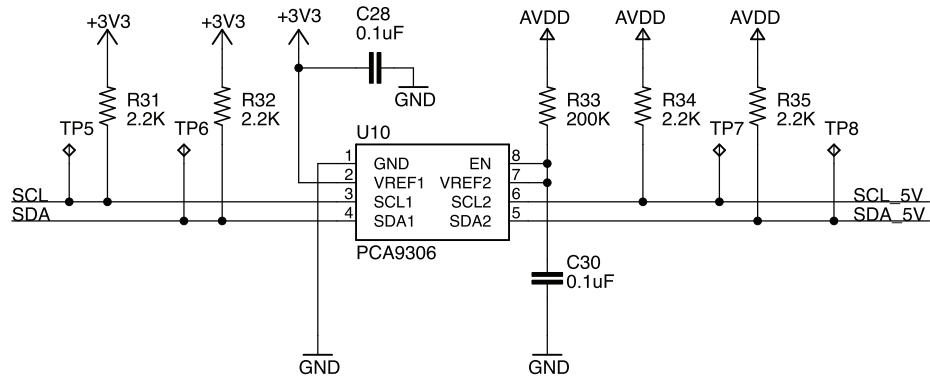 +3V3
+3V3
+3V3
C28
0.1uF
AVDD
AVDD
AVDD
GND
R31
2.2K
R32
2.2K
R33
200K
R34
2.2K
R35
2.2K
TP5
TP6
TP7
TP8
U10
1 GND EN 8
2 VREF1 VREF2 7
3 SCL1 SCL2 6
4 SDA1 SDA2 5
SCL
SDA
SCL_5V
SDA_5V
PCA9306
C30
0.1uF
GND
GND